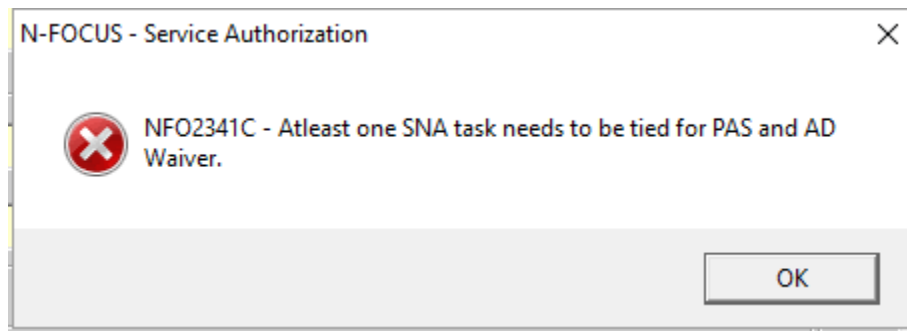 N-FOCUS - Service Authorization
NFO2341C - Atleast one SNA task needs to be tied for PAS and AD
Waiver.
OK